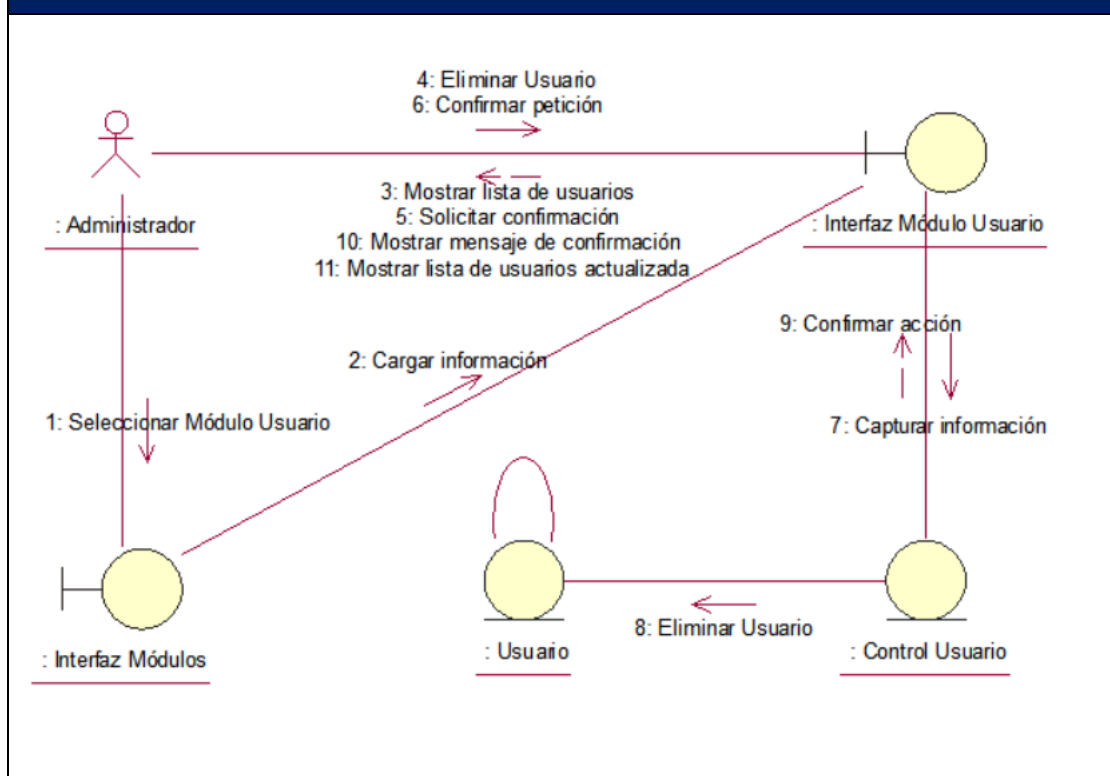 4: Eliminar Usuario
6: Confirmar petición
3: Mostrar lista de usuarios
5: Solicitar confirmación
10: Mostrar mensaje de confirmación
11: Mostrar lista de usuarios actualizada
: Administrador
: Interfaz Módulo Usuario
9: Confirmar acción
2: Cargar información
1: Seleccionar Módulo Usuario
7: Capturar información
8: Eliminar Usuario
: Interfaz Módulos
: Usuario
: Control Usuario